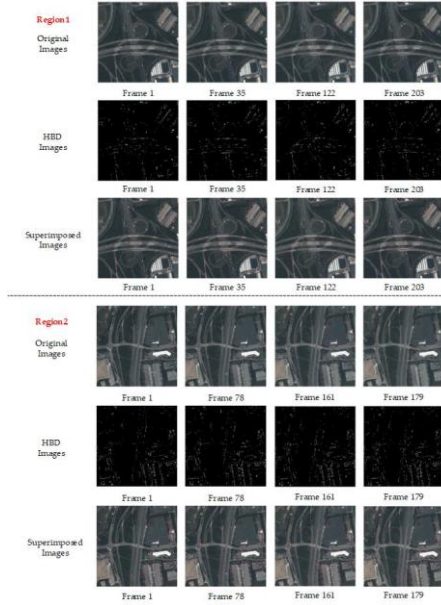 Region1
Original
Images
Frame 1 Frame 35 Frame 122 Frame 203
HBD
Images
Frame 1 Frame 35 Frame 122 Frame 203
Superimposed
Images
Frame 1 Frame 35 Frame 122 Frame 203
Region2
Original
Images
Frame 1 Frame 78 Frame 161 Frame 179
HBD
Images
Frame 1 Frame 78 Frame 161 Frame 179
Superimposed
Images
Frame 1 Frame 78 Frame 161 Frame 179